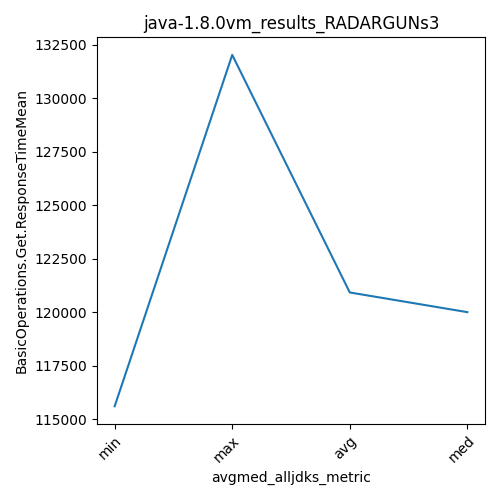 java-1.8.0vm_results_RADARGUNs3
BasicOperations.Get.ResponseTimeMean
132500
130000
127500
125000
122500
120000
117500
115000
min
max
avg
med
avgmed_alljdks_metric